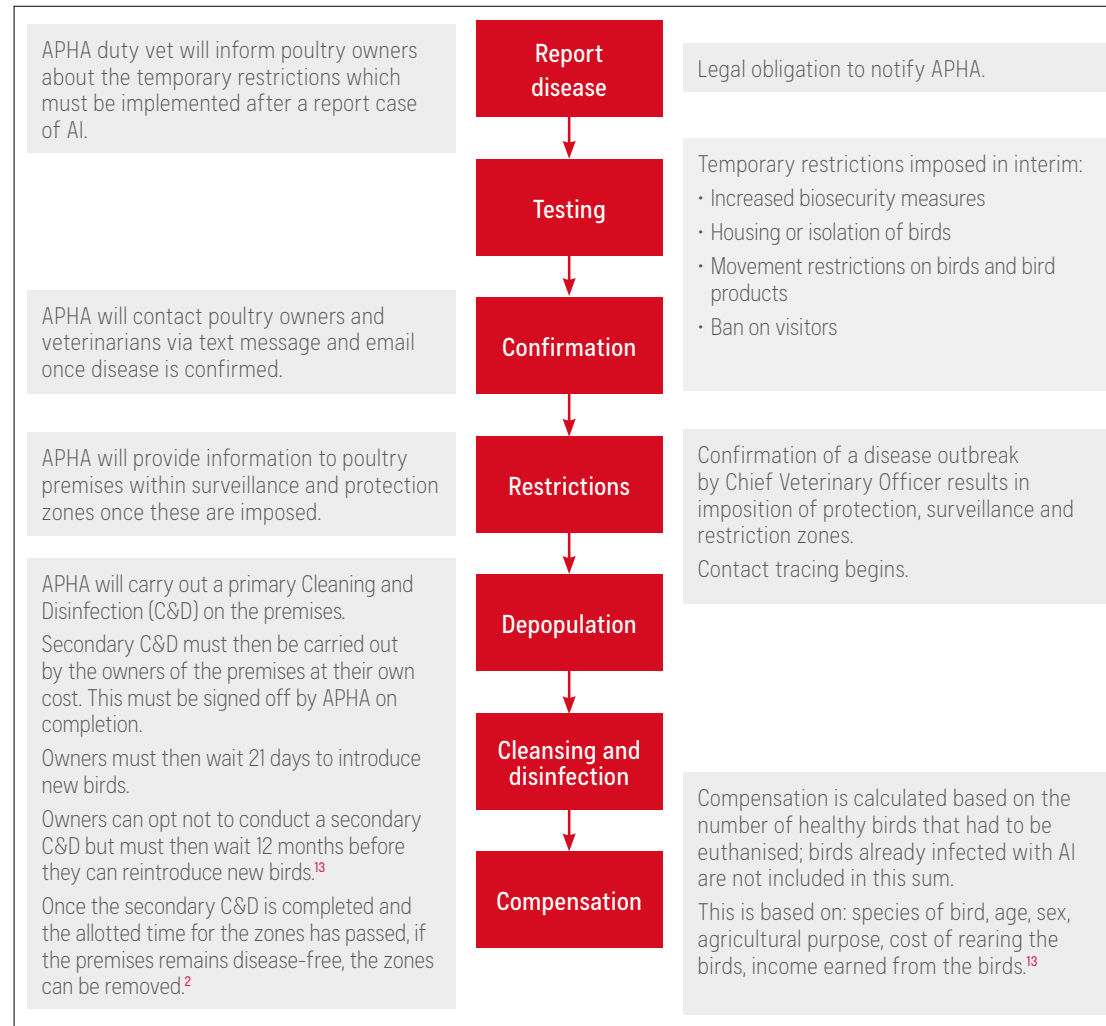 APHA duty vet will inform poultry owners
about the temporary restrictions which
must be implemented after a report case
of AI.
Report
disease
Legal obligation to notify APHA.
Testing
Temporary restrictions imposed in interim:
• Increased biosecurity measures
• Housing or isolation of birds
• Movement restrictions on birds and bird
products
• Ban on visitors
APHA will contact poultry owners and
veterinarians via text message and email
once disease is confirmed.
Confirmation
APHA will provide information to poultry
premises within surveillance and protection
zones once these are imposed.
Restrictions
Confirmation of a disease outbreak
by Chief Veterinary Officer results in
imposition of protection, surveillance and
restriction zones.
Contact tracing begins.
APHA will carry out a primary Cleaning and
Disinfection (C&D) on the premises.
Secondary C&D must then be carried out
by the owners of the premises at their own
cost. This must be signed off by APHA on
completion.
Owners must then wait 21 days to introduce
new birds.
Owners can opt not to conduct a secondary
C&D but must then wait 12 months before
they can reintroduce new birds.13
Once the secondary C&D is completed and
the allotted time for the zones has passed, if
the premises remains disease-free, the zones
can be removed.2
Depopulation
Cleansing and
disinfection
Compensation
Compensation is calculated based on the
number of healthy birds that had to be
euthanised; birds already infected with AI
are not included in this sum.
This is based on: species of bird, age, sex,
agricultural purpose, cost of rearing the
birds, income earned from the birds.13